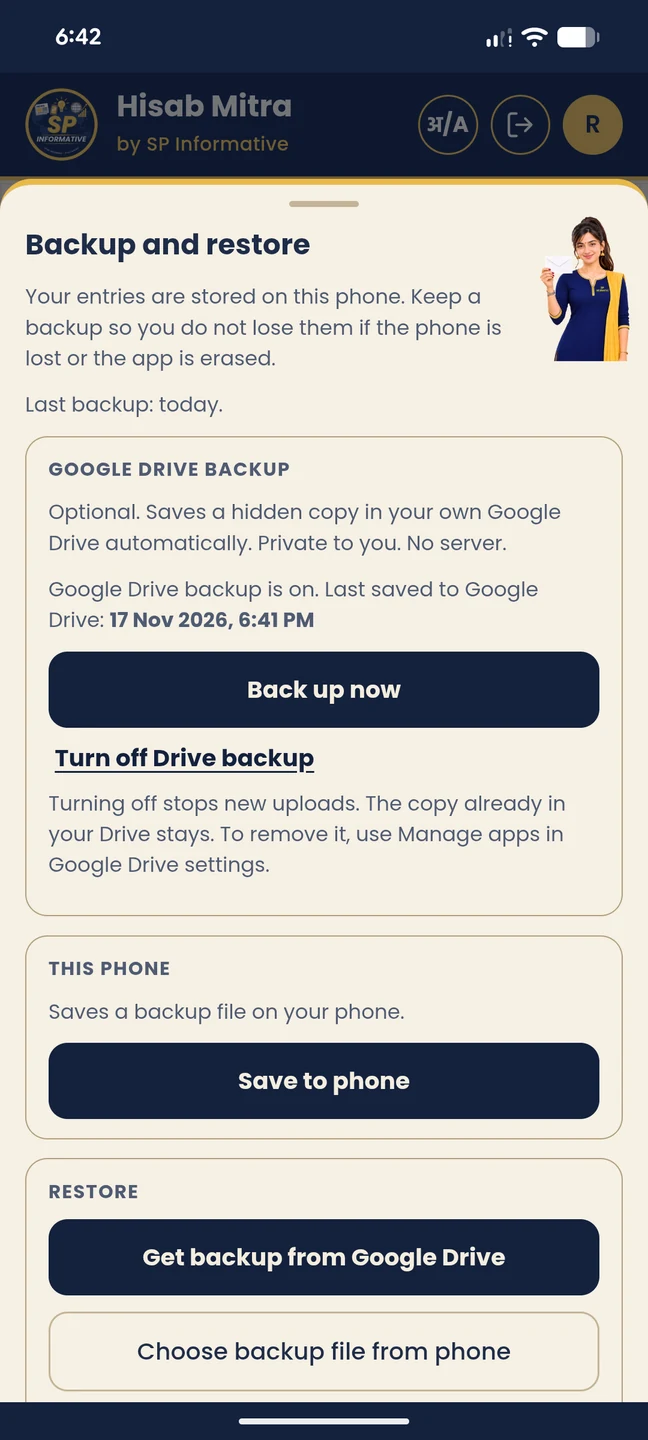 6:42
SP
INFORMATIVE
Hisab Mitra
by SP Informative
अ/A
R
Backup and restore
Your entries are stored on this phone. Keep a
backup so you do not lose them if the phone is
lost or the app is erased.
Last backup: today.
GOOGLE DRIVE BACKUP
Optional. Saves a hidden copy in your own Google
Drive automatically. Private to you. No server.
Google Drive backup is on. Last saved to Google
Drive: 17 Nov 2026, 6:41 PM
Back up now
Turn off Drive backup
Turning off stops new uploads. The copy already in
your Drive stays. To remove it, use Manage apps in
Google Drive settings.
THIS PHONE
Saves a backup file on your phone.
Save to phone
RESTORE
Get backup from Google Drive
Choose backup file from phone